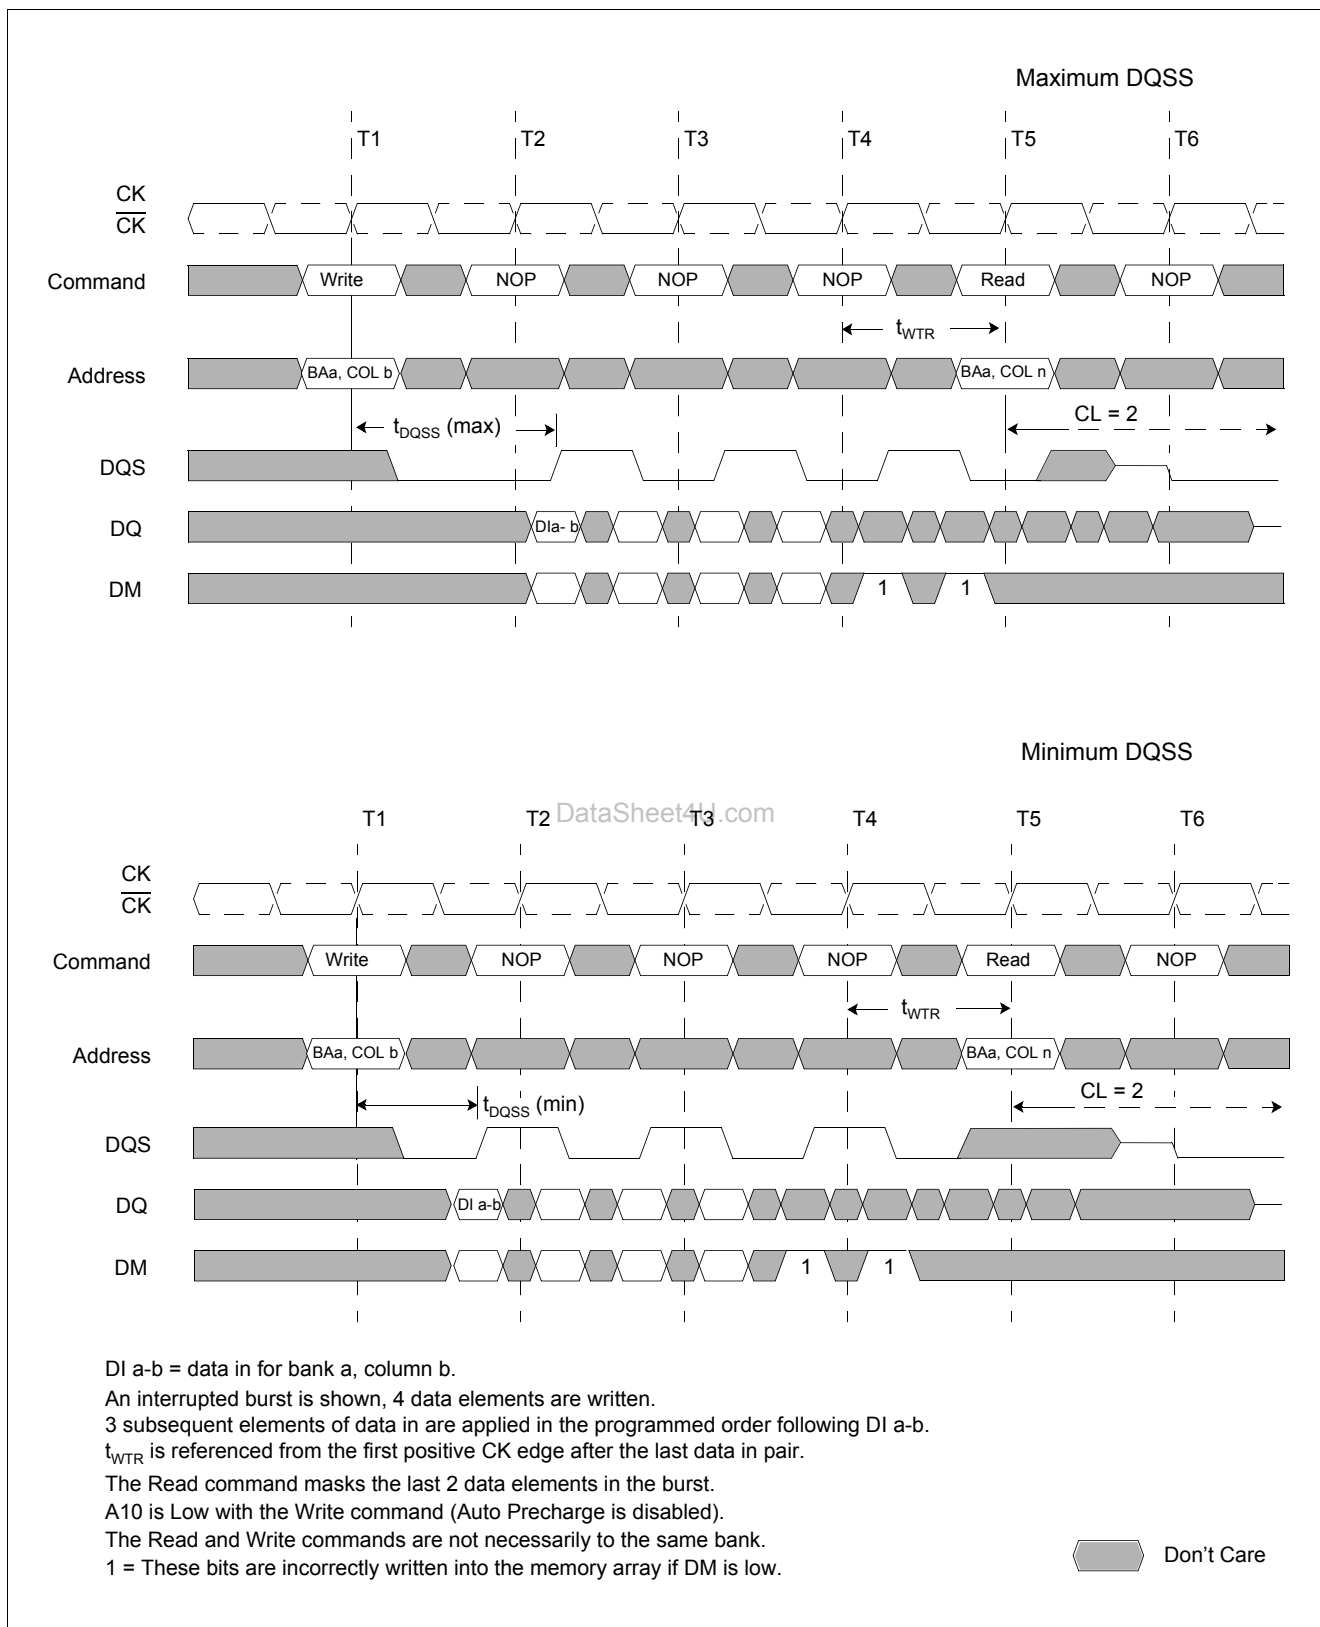 Maximum DQSS
T1 T2 T3 T4 T5 T6
CK
CK
Command Write NOP NOP NOP Read NOP
tWTR
Address BAa, COL b BAa, COL n
tDQSS (max) CL = 2
DQS
DQ DIa- b
DM 1 1
Minimum DQSS
DataSheet4U.com
T1 T2 T3 T4 T5 T6
CK
CK
Command Write NOP NOP NOP Read NOP
tWTR
Address BAa, COL b BAa, COL n
tDQSS (min) CL = 2
DQS
DQ DI a-b
DM 1 1
DI a-b = data in for bank a, column b.
An interrupted burst is shown, 4 data elements are written.
3 subsequent elements of data in are applied in the programmed order following DI a-b.
tWTR is referenced from the first positive CK edge after the last data in pair.
The Read command masks the last 2 data elements in the burst.
A10 is Low with the Write command (Auto Precharge is disabled).
The Read and Write commands are not necessarily to the same bank.
1 = These bits are incorrectly written into the memory array if DM is low.
Don't Care